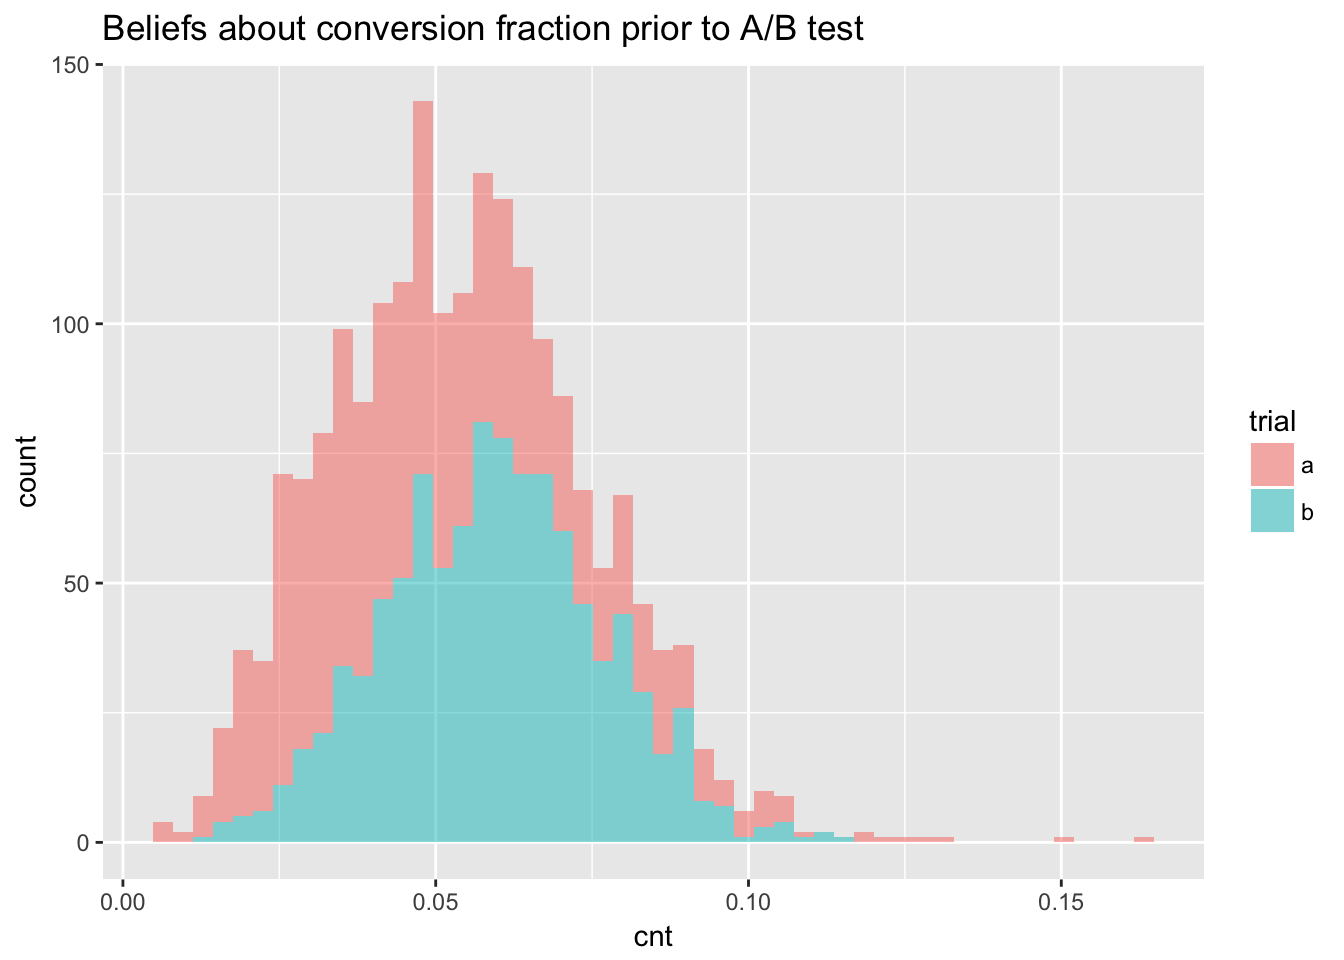 Beliefs about conversion fraction prior to A/B test
150
100
50
0
count
0.00 0.05 0.10 0.15
cnt
trial
a
b